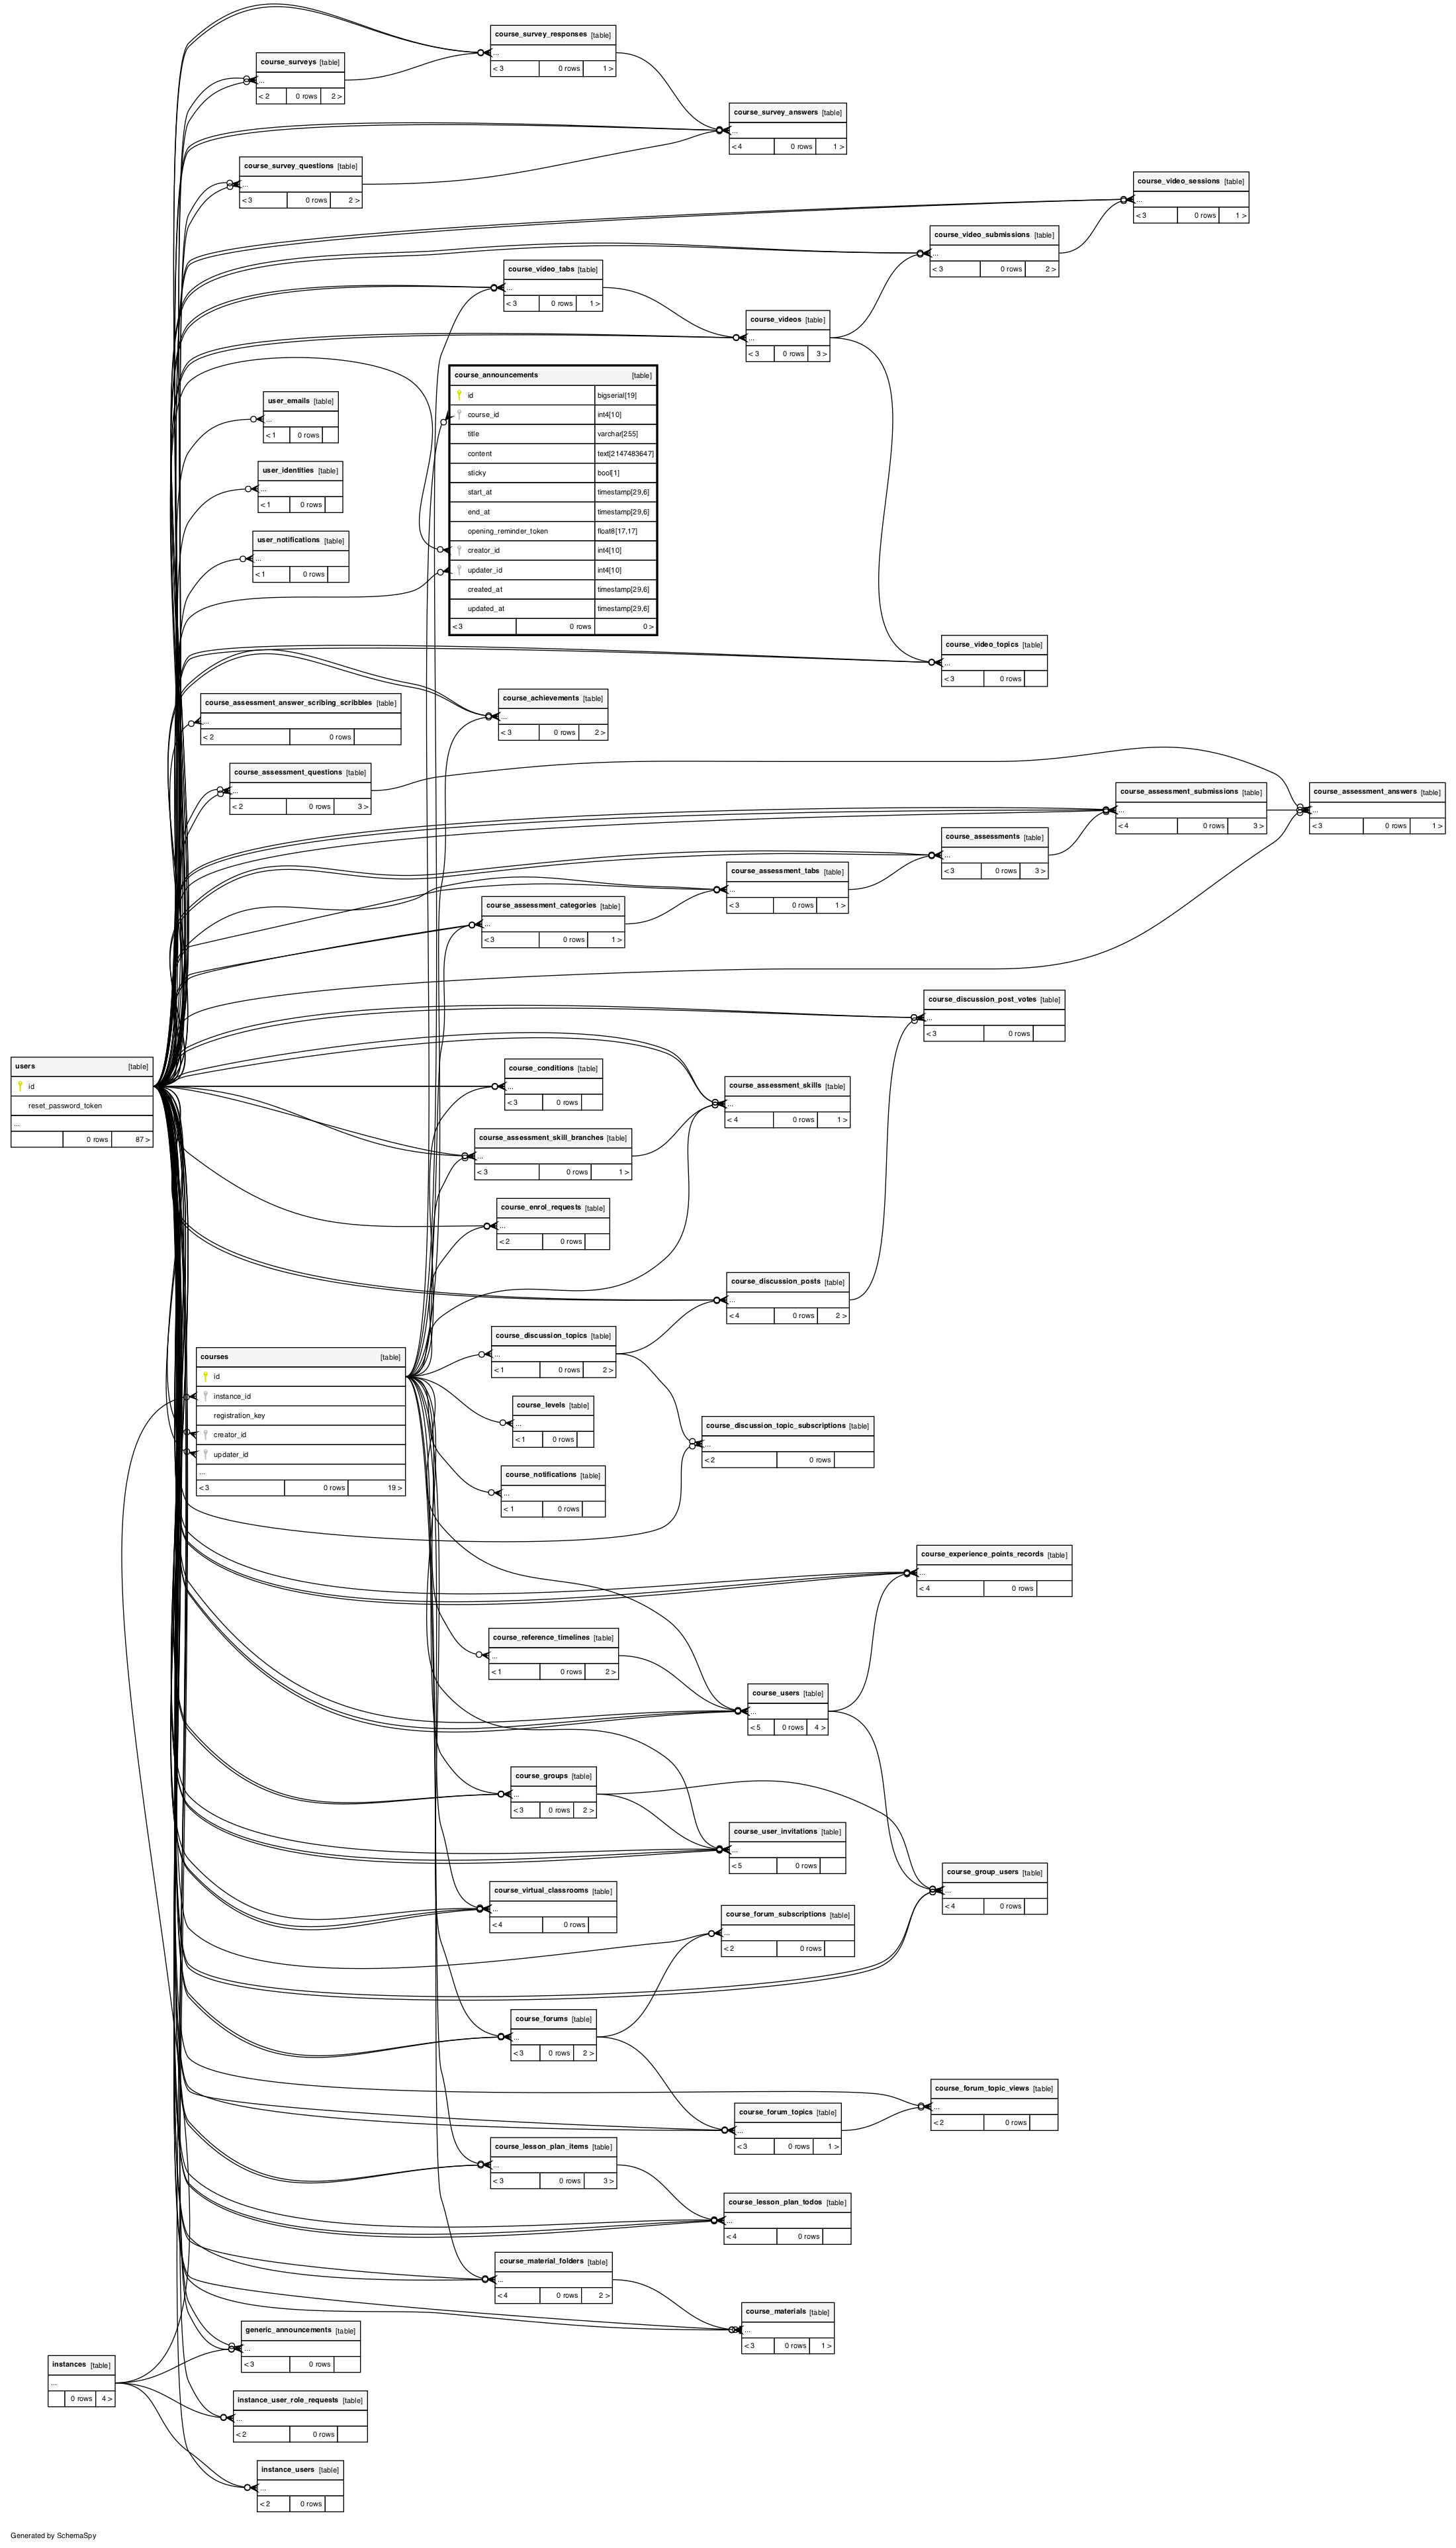 course_survey_responses [table]
...
< 3 0 rows 1 >
course_surveys [table]
...
< 2 0 rows 2 >
course_survey_answers [table]
...
< 4 0 rows 1 >
course_survey_questions [table]
...
< 3 0 rows 2 >
course_video_sessions [table]
...
< 3 0 rows 1 >
course_video_submissions [table]
...
< 3 0 rows 2 >
course_video_tabs [table]
...
< 3 0 rows 1 >
course_videos [table]
...
< 3 0 rows 3 >
course_announcements [table]
id bigserial[19]
course_id int4[10]
title varchar[255]
content text[2147483647]
sticky bool[1]
start_at timestamp[29,6]
end_at timestamp[29,6]
opening_reminder_token float8[17,17]
creator_id int4[10]
updater_id int4[10]
created_at timestamp[29,6]
updated_at timestamp[29,6]
< 3 0 rows 0 >
user_emails [table]
...
< 1 0 rows
user_identities [table]
...
< 1 0 rows
user_notifications [table]
...
< 1 0 rows
course_video_topics [table]
...
< 3 0 rows
course_achievements [table]
...
< 3 0 rows 2 >
course_assessment_answer_scribing_scribbles [table]
...
< 2 0 rows
course_assessment_questions [table]
...
< 2 0 rows 3 >
course_assessment_submissions [table]
...
< 4 0 rows 3 >
course_assessment_answers [table]
...
< 3 0 rows 1 >
course_assessments [table]
...
< 3 0 rows 3 >
course_assessment_tabs [table]
...
< 3 0 rows 1 >
course_assessment_categories [table]
...
< 3 0 rows 1 >
course_discussion_post_votes [table]
...
< 3 0 rows
users [table]
id
reset_password_token
...
0 rows 87 >
course_conditions [table]
...
< 3 0 rows
course_assessment_skills [table]
...
< 4 0 rows 1 >
course_assessment_skill_branches [table]
...
< 3 0 rows 1 >
course_enrol_requests [table]
...
< 2 0 rows
course_discussion_posts [table]
...
< 4 0 rows 2 >
course_discussion_topics [table]
...
< 1 0 rows 2 >
courses [table]
id
instance_id
registration_key
creator_id
updater_id
...
< 3 0 rows 19 >
course_levels [table]
...
< 1 0 rows
course_discussion_topic_subscriptions [table]
...
< 2 0 rows
course_notifications [table]
...
< 1 0 rows
course_experience_points_records [table]
...
< 4 0 rows
course_reference_timelines [table]
...
< 1 0 rows 2 >
course_users [table]
...
< 5 0 rows 4 >
course_groups [table]
...
< 3 0 rows 2 >
course_user_invitations [table]
...
< 5 0 rows
course_group_users [table]
...
< 4 0 rows
course_virtual_classrooms [table]
...
< 4 0 rows
course_forum_subscriptions [table]
...
< 2 0 rows
course_forums [table]
...
< 3 0 rows 2 >
course_forum_topic_views [table]
...
< 2 0 rows
course_forum_topics [table]
...
< 3 0 rows 1 >
course_lesson_plan_items [table]
...
< 3 0 rows 3 >
course_lesson_plan_todos [table]
...
< 4 0 rows
course_material_folders [table]
...
< 4 0 rows 2 >
course_materials [table]
...
< 3 0 rows 1 >
generic_announcements [table]
...
< 3 0 rows
instances [table]
...
0 rows 4 >
instance_user_role_requests [table]
...
< 2 0 rows
instance_users [table]
...
< 2 0 rows
Generated by SchemaSpy